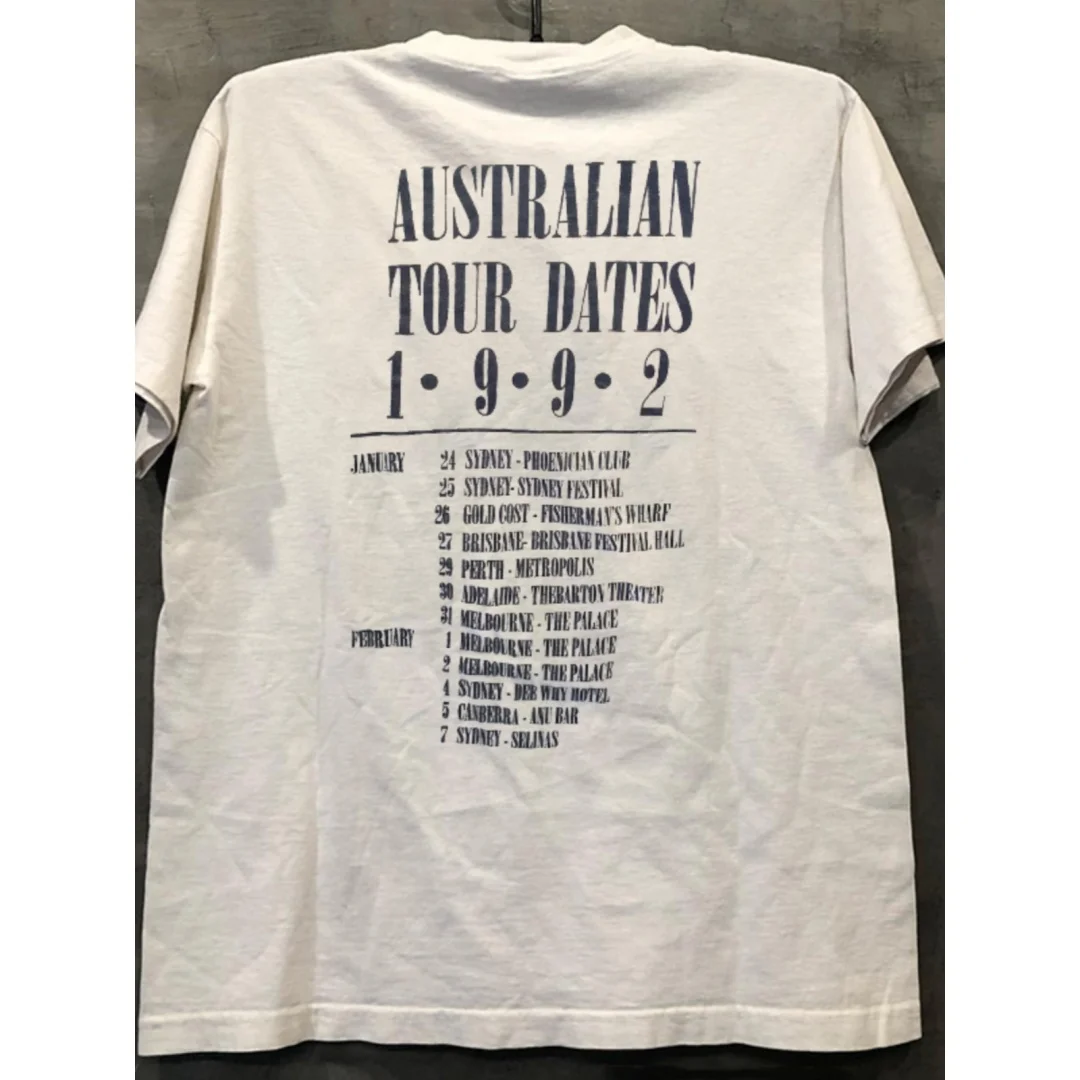 AUSTRALIAN
TOUR DATES
1•9•9•2
JANUARY 24 SYDNEY - PHOENICIAN CLUB
25 SYDNEY- SYDNEY FESTIVAL
26 GOLD COST - FISHERMAN'S WHARF
27 BRISBANE- BRISBANE FESTIVAL HALL
29 PERTH - METROPOLIS
30 ADELAIDE - THEBARTON THEATER
31 MELBOURNE - THE PALACE
FEBRUARY 1 MELBOURNE - THE PALACE
2 MELBOURNE - THE PALACE
4 SYDNEY - DEE WHY HOTEL
5 CANBERRA - ANU BAR
7 SYDNEY - SELINAS